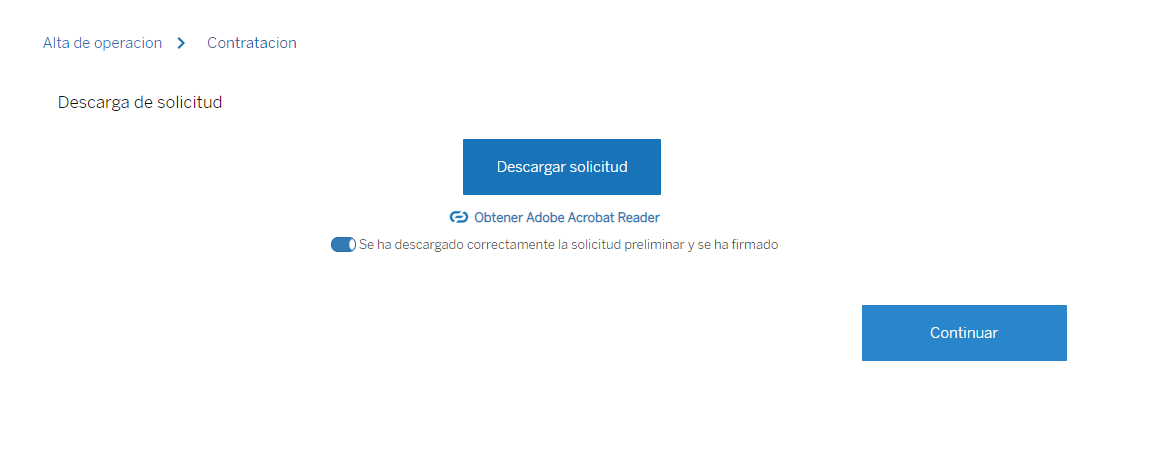 Alta de operacion Contratacion
Descarga de solicitud
Descargar solicitud
Obtener Adobe Acrobat Reader
Se ha descargado correctamente la solicitud preliminar y se ha firmado
Continuar